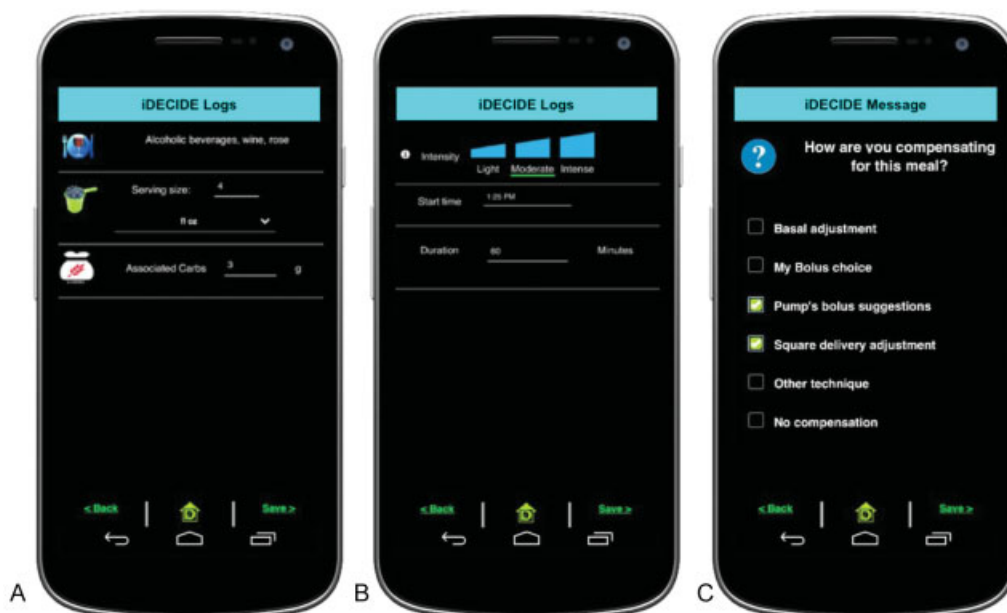 iDECIDE Logs
Alcoholic beverages, wine, rose
Serving size: 4
fl oz
Associated Carbs 3 g
< Back
Save >
A
iDECIDE Logs
Intensity
Light Moderate Intense
Start time 1:25 PM
Duration 60 Minutes
< Back
Save >
B
iDECIDE Message
?
How are you compensating
for this meal?
Basal adjustment
My Bolus choice
Pump's bolus suggestions
Square delivery adjustment
Other technique
No compensation
< Back
Save >
C